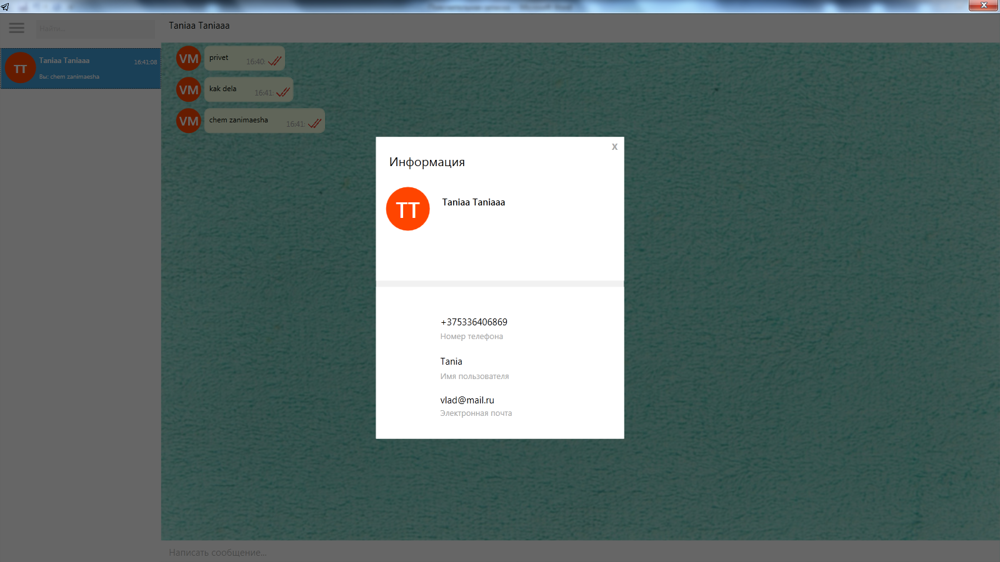 Найти...
Taniaa Taniaaa
TT
Taniaa Taniaaa
16:41:08
Вы: chem zanimaesha
VM
privet
16:40:
VM
kak dela
16:41:
VM
chem zanimaesha
16:41:
X
Информация
TT
Taniaa Taniaaa
+375336406869
Номер телефона
Tania
Имя пользователя
vlad@mail.ru
Электронная почта
Написать сообщение...